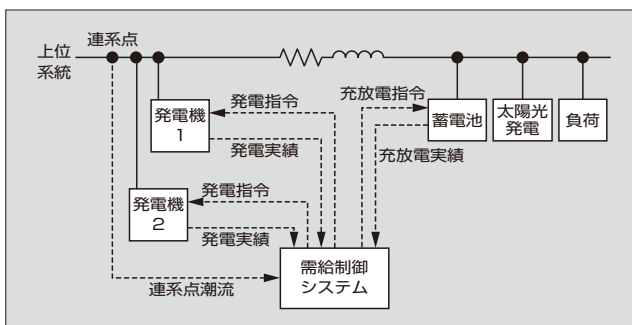 上位
系統
連系点
発電機
1
発電指令
発電実績
充放電指令
充放電実績
蓄電池
太陽光
発電
負荷
発電機
2
発電指令
発電実績
需給制御
システム
連系点潮流